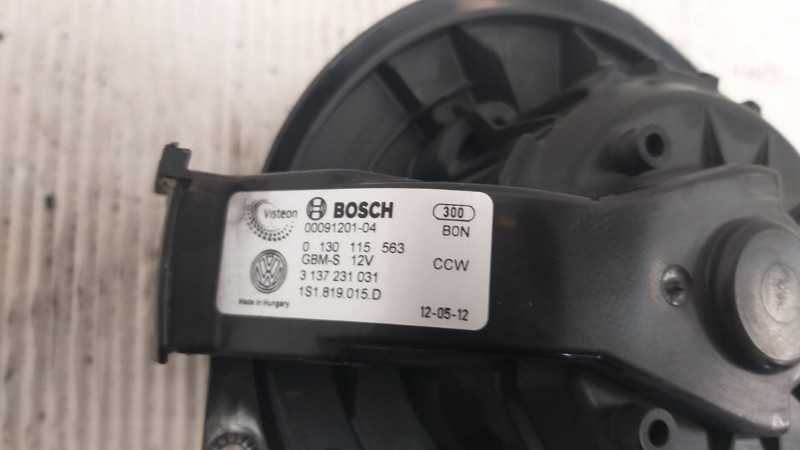 Visteon BOSCH 300
00091201-04 B0N
0 130 115 563
GBM-S 12V CCW
3 137 231 031
1S1.819.015.D
Made in Hungary 12-05-12